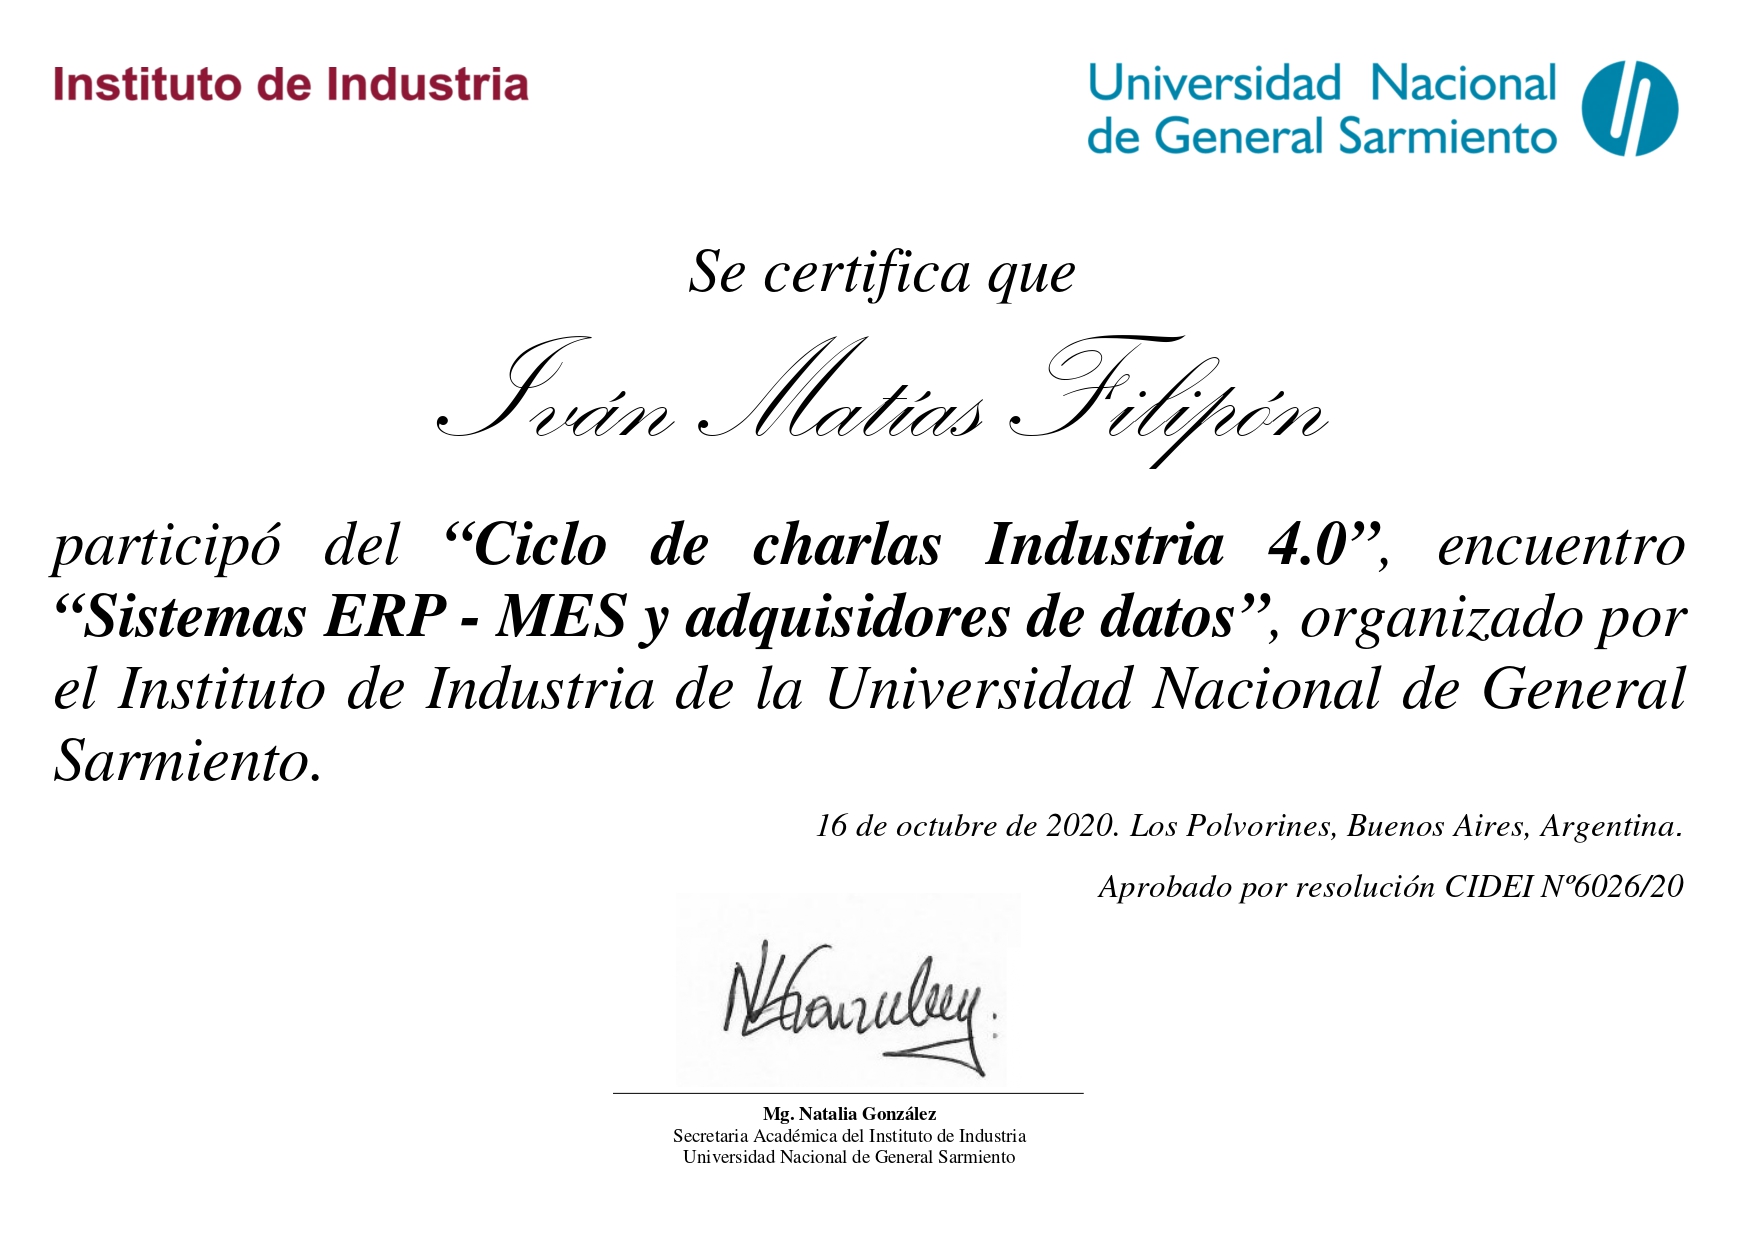 Instituto de Industria
Universidad Nacional
de General Sarmiento
Se certifica que
Iván Matías Filipón
participó del “Ciclo de charlas Industria 4.0”, encuentro
“Sistemas ERP - MES y adquisidores de datos”, organizado por
el Instituto de Industria de la Universidad Nacional de General
Sarmiento.
16 de octubre de 2020. Los Polvorines, Buenos Aires, Argentina.
Aprobado por resolución CIDEI Nº6026/20
Mg. Natalia González
Secretaria Académica del Instituto de Industria
Universidad Nacional de General Sarmiento